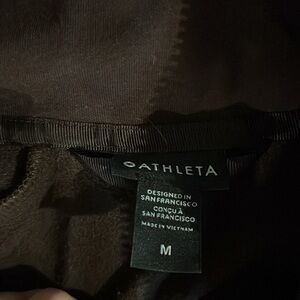 ATHLETA
DESIGNED IN
SAN FRANCISCO
CONÇU À
SAN FRANCISCO
MADE IN VIETNAM
M